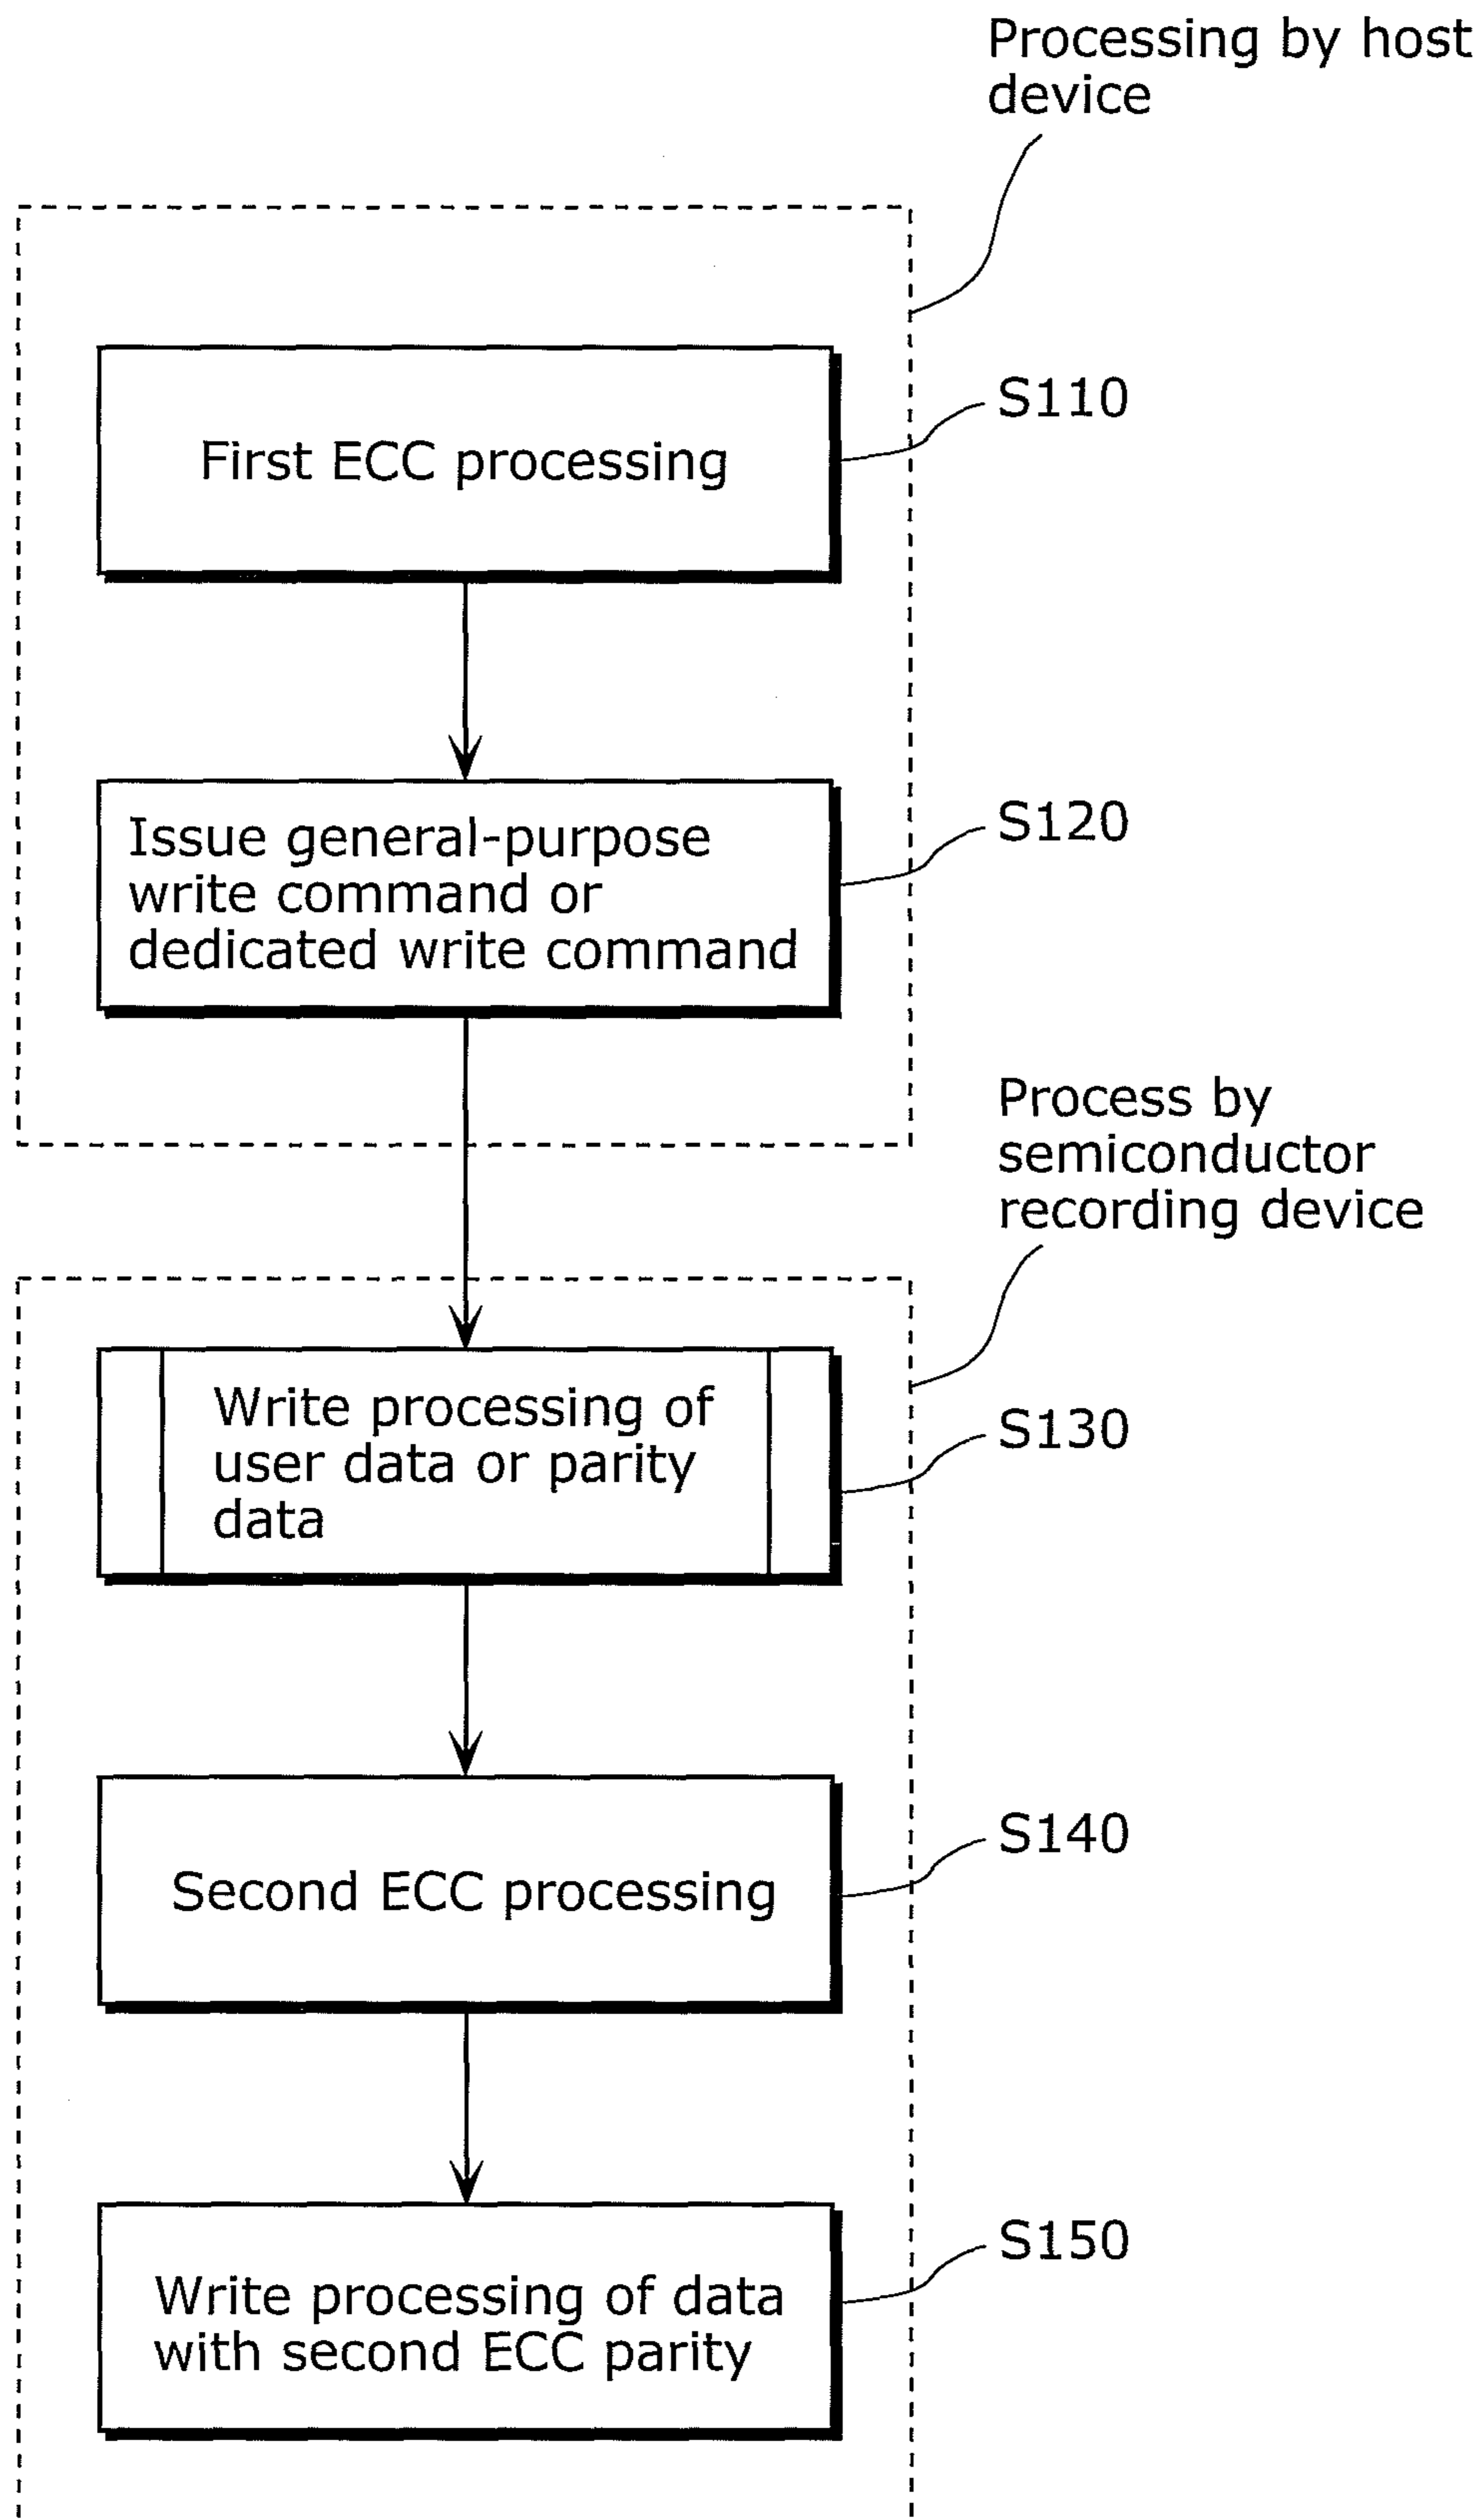 Processing by host
device
S110
First ECC processing
S120
Issue general-purpose
write command or
dedicated write command
Process by
semiconductor
recording device
S130
Write processing of
user data or parity
data
S140
Second ECC processing
S150
Write processing of data
with second ECC parity